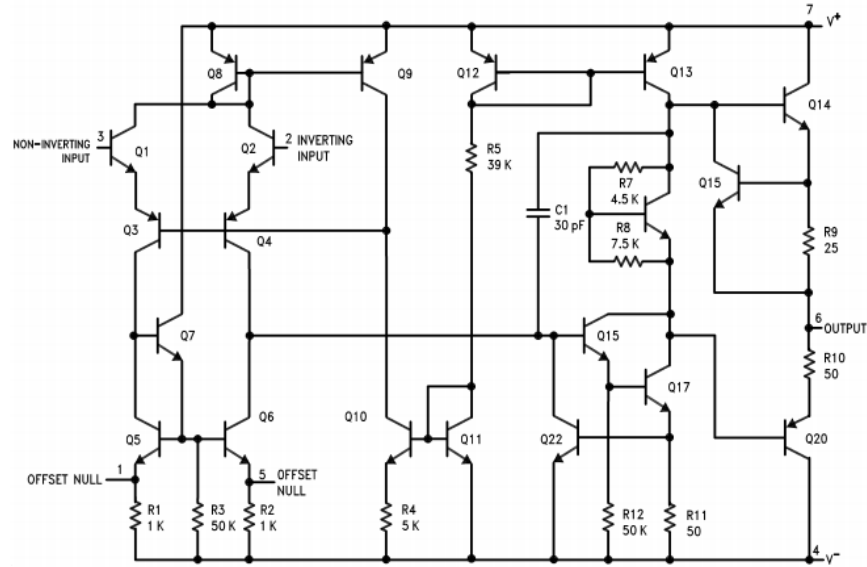 7
V+
Q8
Q9
Q12
Q13
Q14
3
NON-INVERTING
INPUT
Q1
Q2
2
INVERTING
INPUT
R5
39 K
R7
4.5 K
Q15
C1
30 pF
R8
7.5 K
Q3
Q4
R9
25
6
OUTPUT
Q7
Q15
R10
50
Q5
Q6
Q10
Q11
Q22
Q17
Q20
OFFSET NULL
1
5
OFFSET
NULL
R1
1 K
R3
50 K
R2
1 K
R4
5 K
R12
50 K
R11
50
4
V-